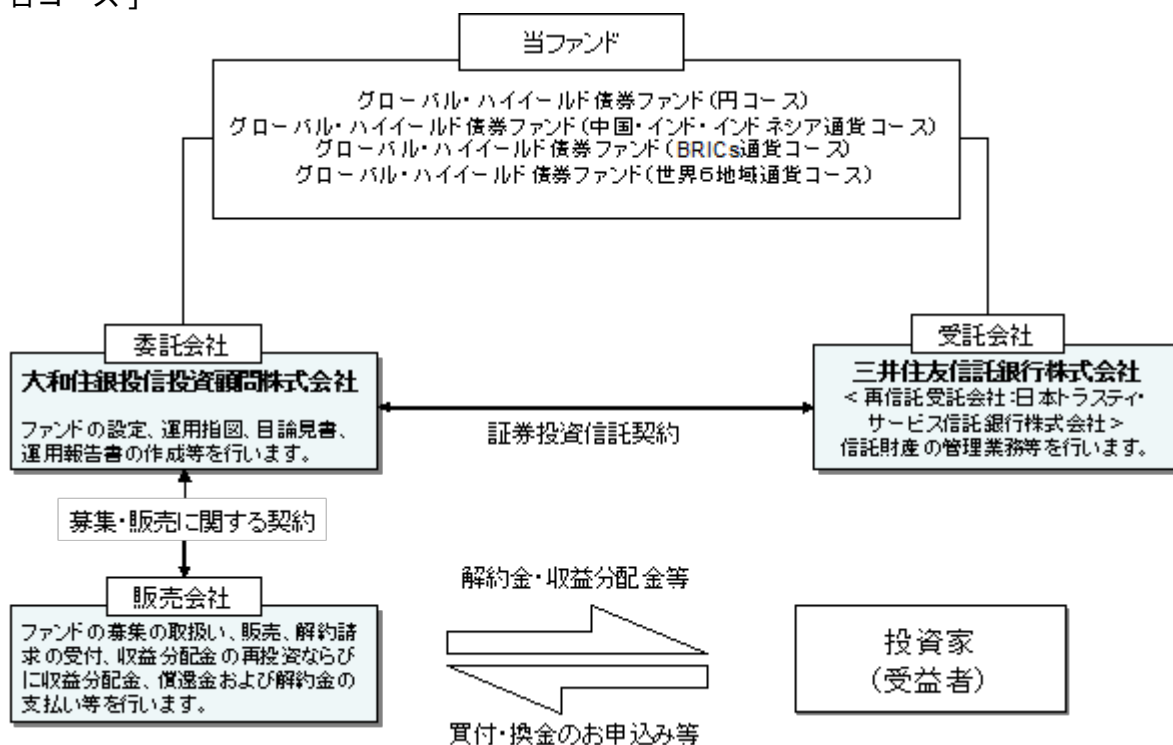 各コース］
当ファンド
グローバル・ハイイールド債券ファンド(円コース)
グローバル・ハイイールド債券ファンド(中国・インド・インドネシア通貨コース)
グローバル・ハイイールド債券ファンド(BRICs通貨コース)
グローバル・ハイイールド債券ファンド(世界6地域通貨コース)
委託会社
大和住銀投信投資顧問株式会社
ファンドの設定、運用指図、目論見書、
運用報告書の作成等を行います。
受託会社
三井住友信託銀行株式会社
＜再信託受託会社:日本トラスティ・
サービス信託銀行株式会社＞
信託財産の管理業務等を行います。
証券投資信託契約
募集・販売に関する契約
販売会社
ファンドの募集の取扱い、販売、解約請
求の受付、収益分配金の再投資ならび
に収益分配金、償還金および解約金の
支払い等を行います。
解約金・収益分配金等
買付・換金のお申込み等
投資家
(受益者)